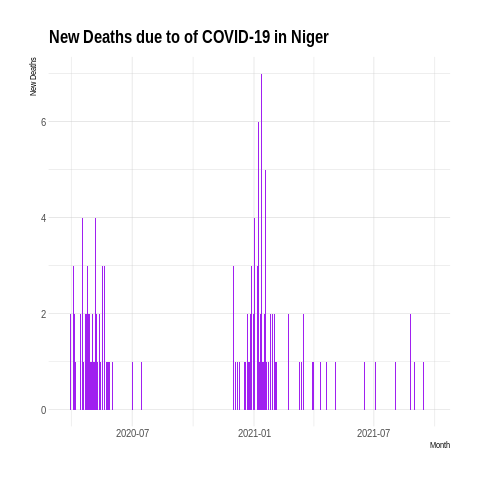 New Deaths due to of COVID-19 in Niger
New Deaths
6
4
2
0
2020-07
2021-01
2021-07
Month